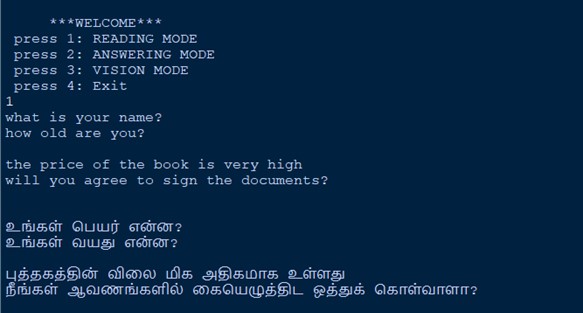 ***WELCOME***
press 1: READING MODE
press 2: ANSWERING MODE
press 3: VISION MODE
press 4: Exit
1
what is your name?
how old are you?
the price of the book is very high
will you agree to sign the documents?
உங்கள் பெயர் என்ன?
உங்கள் வயது என்ன?
புத்தகத்தின் விலை மிக அதிகமாக உள்ளது
நீங்கள் ஆவணங்களில் கையெழுத்திட ஒத்துக் கொள்வாளா?